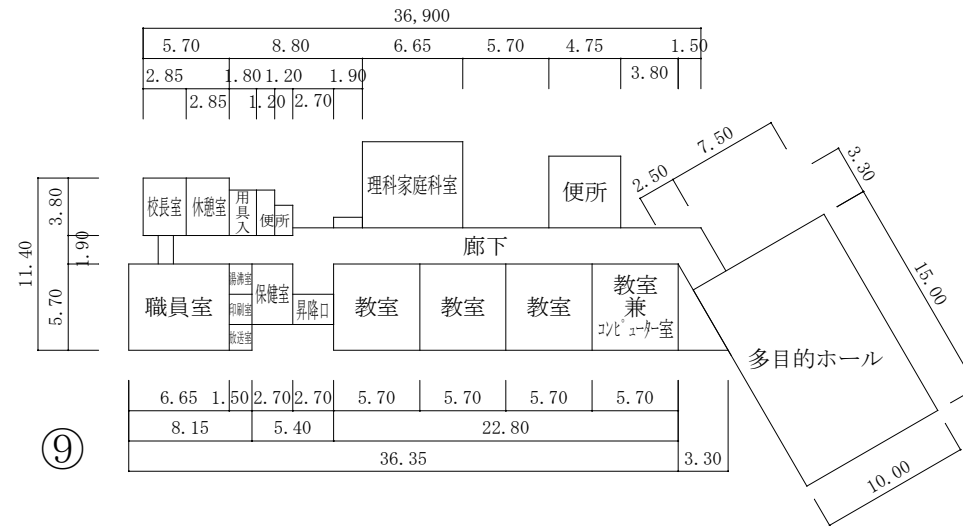 36,900
5.70 8.80 6.65 5.70 4.75 1.50
2.85 1.80 1.20 1.90 3.80
2.85 1.20 2.70
7.50
2.50
3.30
11.40
3.80
1.90
5.70
15.00
10.00
校長室
休憩室
用具入
便所
理科家庭科室
便所
廊下
職員室
湯沸室
印刷室
放送室
保健室
昇降口
教室
教室
教室
教室
兼
コンピューター室
多目的ホール
6.65 1.50 2.70 2.70 5.70 5.70 5.70 5.70
8.15 5.40 22.80
36.35 3.30
⑨